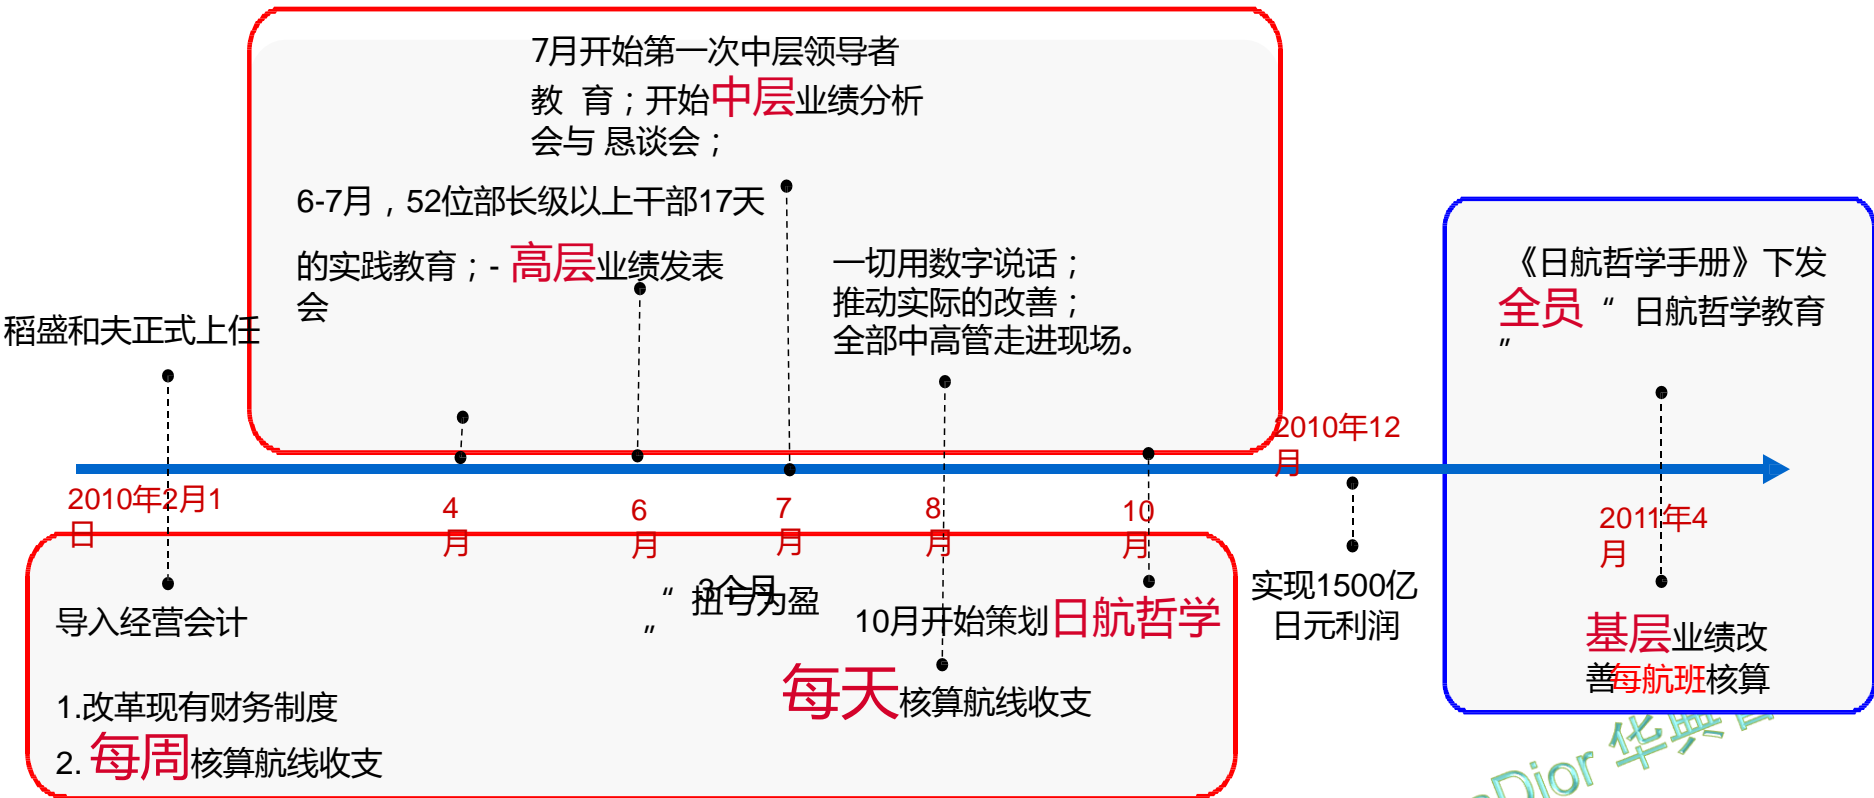 7月开始第一次中层领导者
教 育；开始中层业绩分析
会与 恳谈会；
6-7月，52位部长级以上干部17天
的实践教育；- 高层业绩发表
会
一切用数字说话；
推动实际的改善；
全部中高管走进现场。
稻盛和夫正式上任
《日航哲学手册》下发
全员“ 日航哲学教育
”
2010年12
月
2010年2月1
日
4
月
6
月
7
月
8
月
10
月
2011年4
月
导入经营会计
3个月
“ 扭亏为盈
”
10月开始策划日航哲学
实现1500亿
日元利润
每天核算航线收支
1.改革现有财务制度
2. 每周核算航线收支
基层业绩改
善每航班核算
Dior 华典